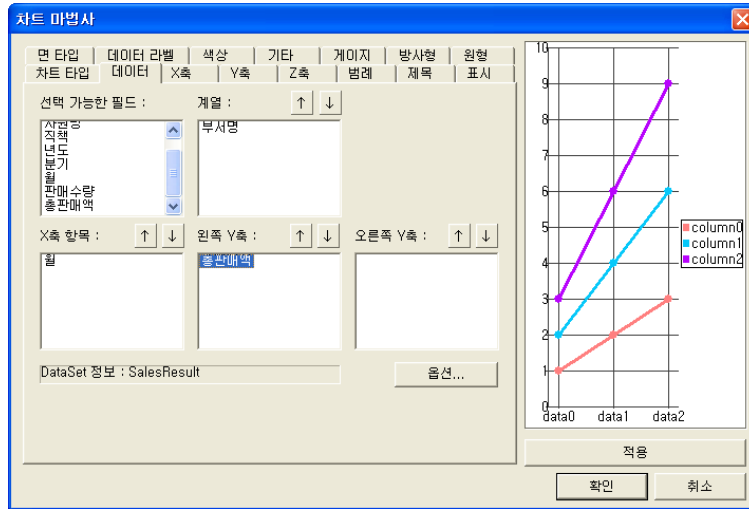 차트 마법사
면 타입 데이터 라벨 색상 기타 게이지 방사형 원형
차트 타입 데이터 X축 Y축 Z축 범례 제목 표시
선택 가능한 필드 :
계열 :
직책
년도
분기
월
판매수량
총판매액
부서명
X축 항목 :
왼쪽 Y축 :
오른쪽 Y축 :
월
총판매액
DataSet 정보 : SalesResult
옵션...
10
9
8
7
6
5
4
3
2
1
0
data0 data1 data2
column0
column1
column2
적용
확인
취소